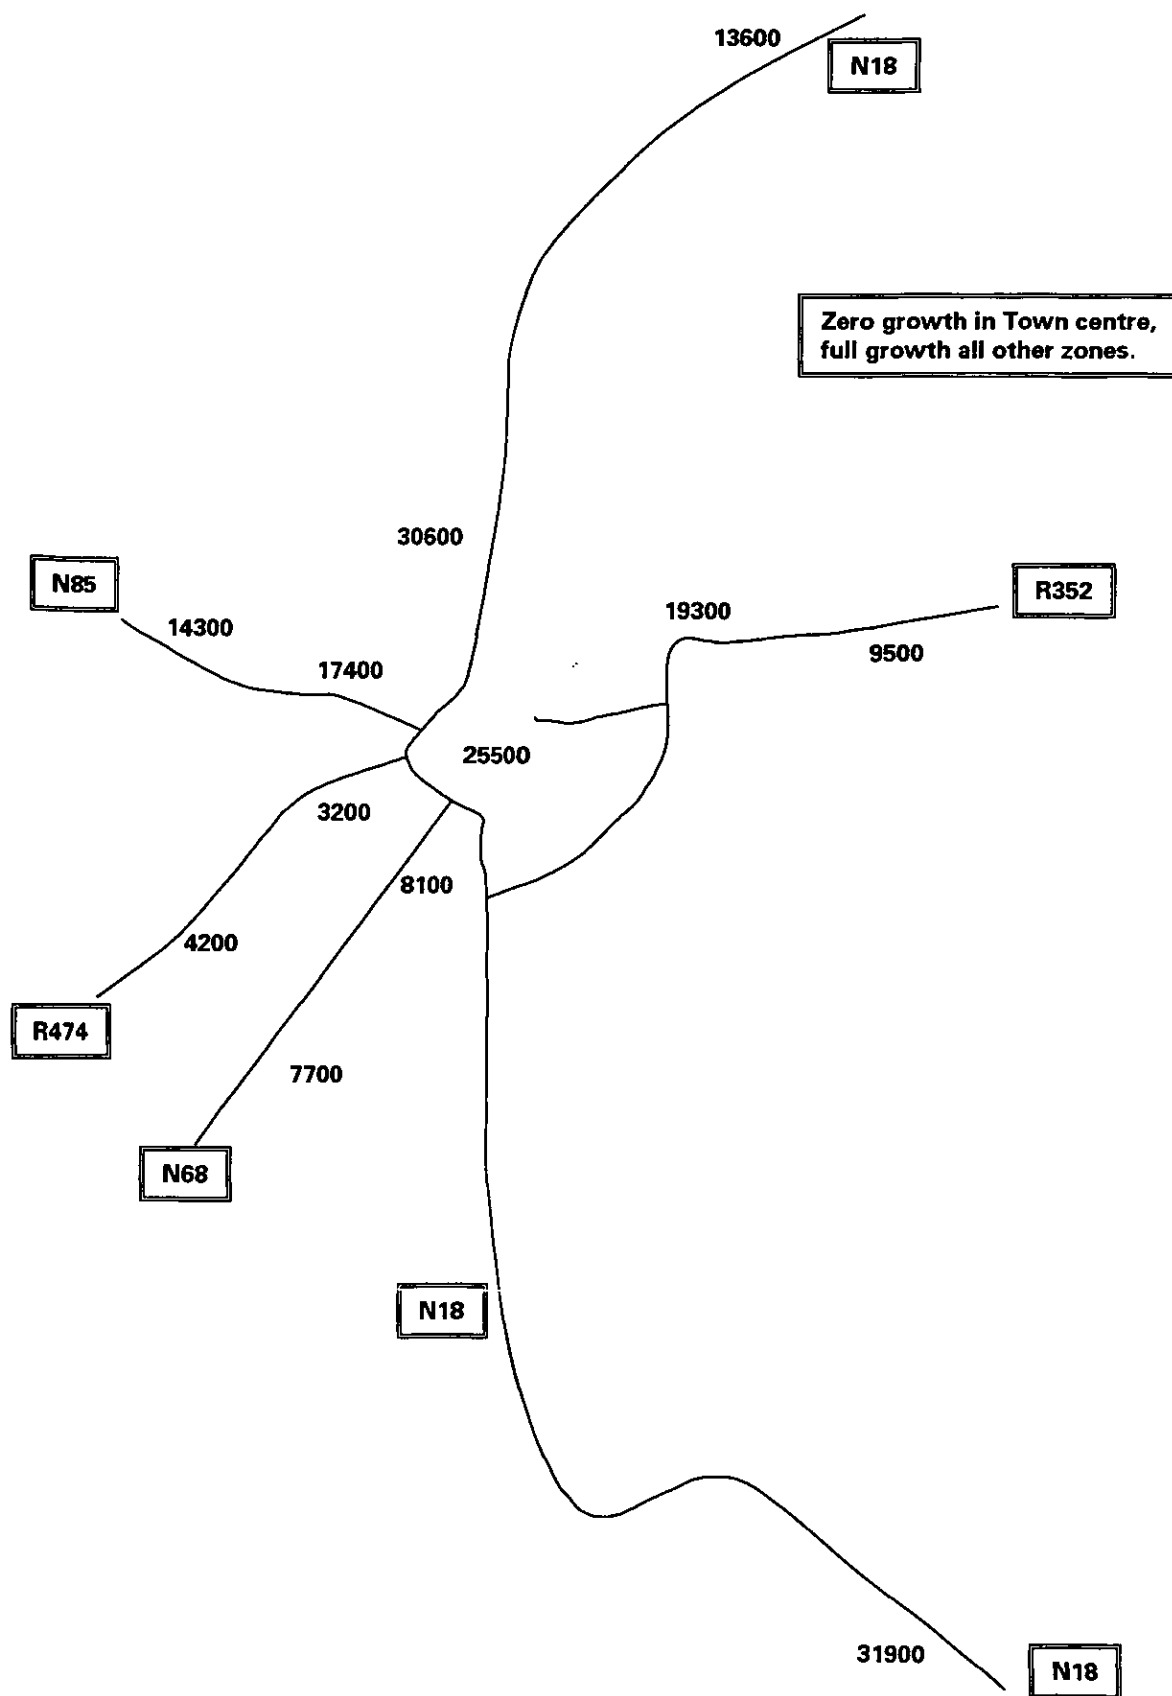 13600
N18
Zero growth in Town centre,
full growth all other zones.
30600
N85
R352
14300
19300
9500
17400
25500
3200
8100
4200
R474
7700
N68
N18
31900
N18